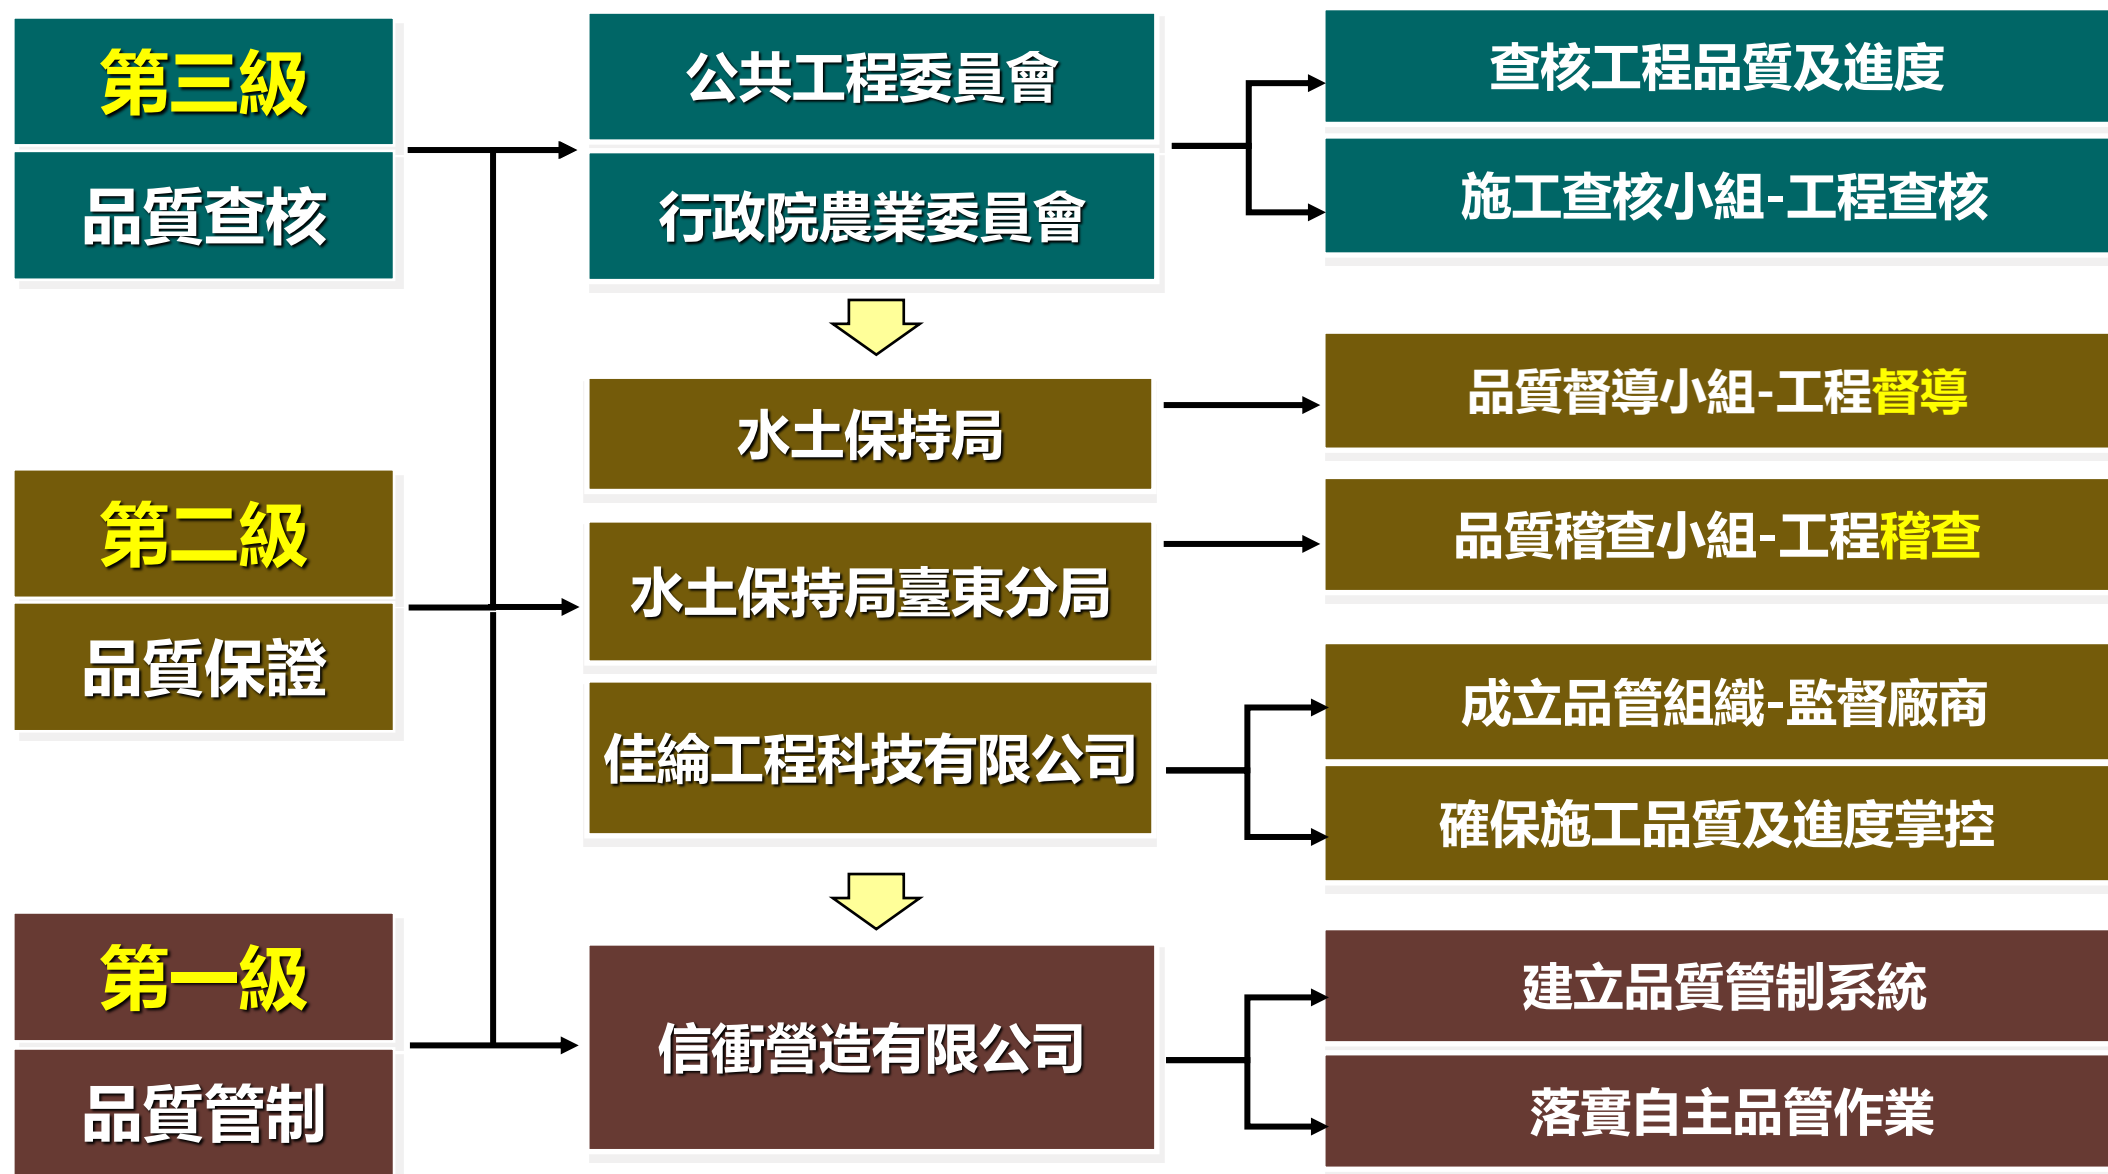 第三級
品質查核
公共工程委員會
行政院農業委員會
查核工程品質及進度
施工查核小組-工程查核
第二級
品質保證
水土保持局
水土保持局臺東分局
佳綸工程科技有限公司
品質督導小組-工程督導
品質稽查小組-工程稽查
成立品管組織-監督廠商
確保施工品質及進度掌控
第一級
品質管制
信衝營造有限公司
建立品質管制系統
落實自主品管作業